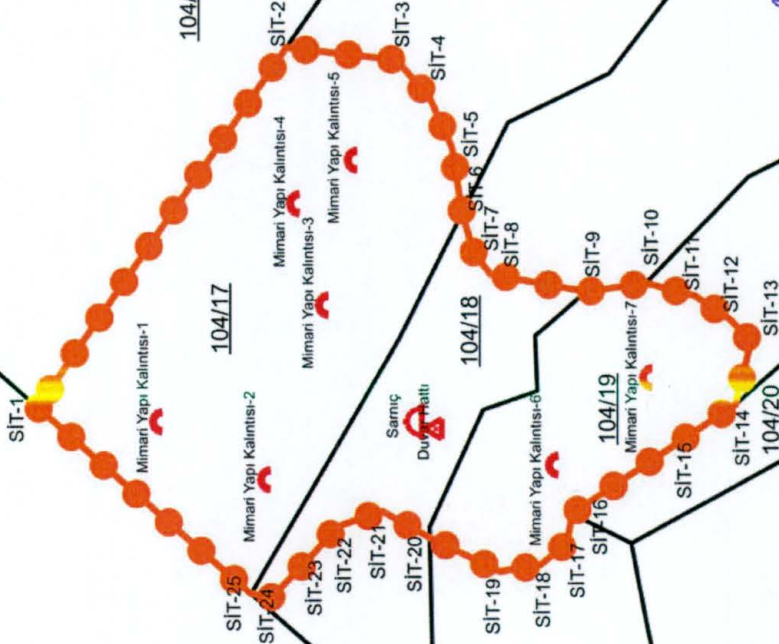 104/
SİT-2
SİT-3
SİT-4
SİT-5
SİT-6
SİT-7
SİT-8
SİT-9
SİT-10
SİT-11
SİT-12
SİT-13
SİT-14
SİT-15
SİT-16
SİT-17
SİT-18
SİT-19
SİT-20
SİT-21
SİT-22
SİT-23
SİT-24
SİT-25
SİT-1
Mimari Yapı Kalıntısı-1
Mimari Yapı Kalıntısı-2
Mimari Yapı Kalıntısı-3
Mimari Yapı Kalıntısı-4
Mimari Yapı Kalıntısı-5
104/17
104/18
Sarnıç
Duvar Hattı
Mimari Yapı Kalıntısı-6
104/19
Mimari Yapı Kalıntısı-7
104/20